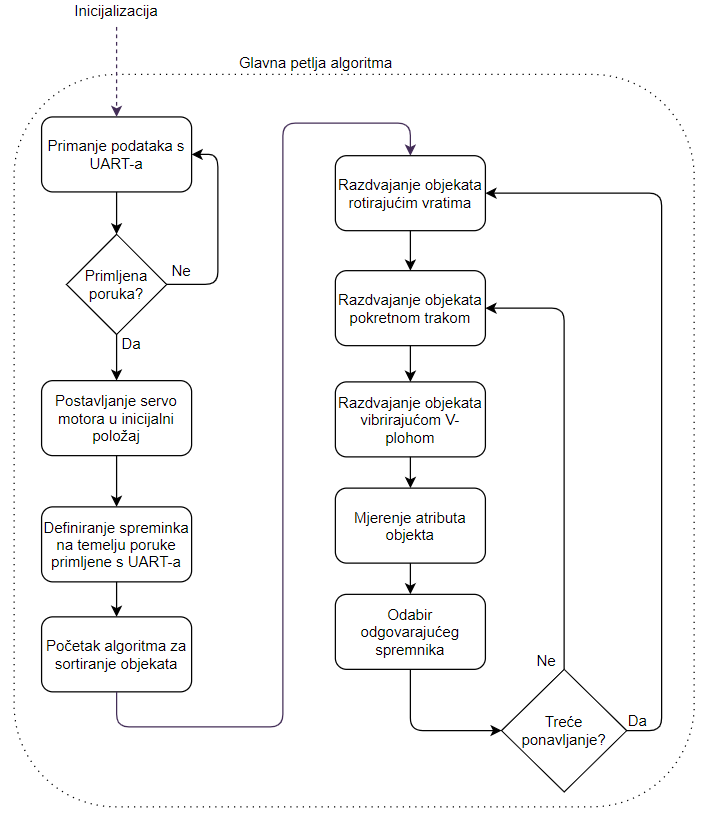 Inicijalizacija
Glavna petlja algoritma
Primanje podataka s
UART-a
Primljena
poruka?
Ne
Da
Postavljanje servo
motora u inicijalni
položaj
Definiranje spreminka
na temelju poruke
primljene s UART-a
Početak algoritma za
sortiranje objekata
Razdvajanje objekata
rotirajućim vratima
Razdvajanje objekata
pokretnom trakom
Razdvajanje objekata
vibrirajućom V-
plohom
Mjerenje atributa
objekta
Odabir
odgovarajućeg
spremnika
Ne
Treće
ponavljanje?
Da